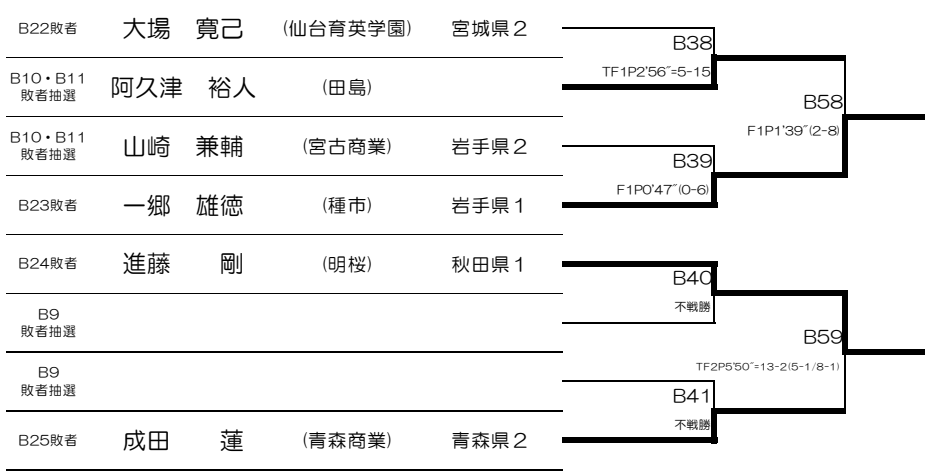 B22敗者 大場 寛己 (仙台育英学園) 宮城県2
B38
TF1P2'56"=5-15
B10・B11
敗者抽選 阿久津 裕人 (田島)
B58
F1P1'39"(2-8)
B10・B11
敗者抽選 山崎 兼輔 (宮古商業) 岩手県2
B39
F1P0'47"(0-6)
B23敗者 一郷 雄徳 (種市) 岩手県1
B24敗者 進藤 剛 (明桜) 秋田県1
B40
不戦勝
B9
敗者抽選
B59
TF2P5'50"=13-2(5-1/8-1)
B9
敗者抽選
B41
不戦勝
B25敗者 成田 蓮 (青森商業) 青森県2